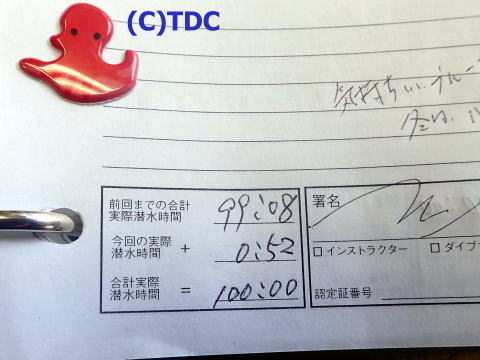 (C)TDC
気持ちいい
前回までの合計
実際潜水時間 99:08
署名
今回の実際
潜水時間 + 0:52
□ インストラクター □ ダイブ
合計実際
潜水時間 = 100:00
認定証番号